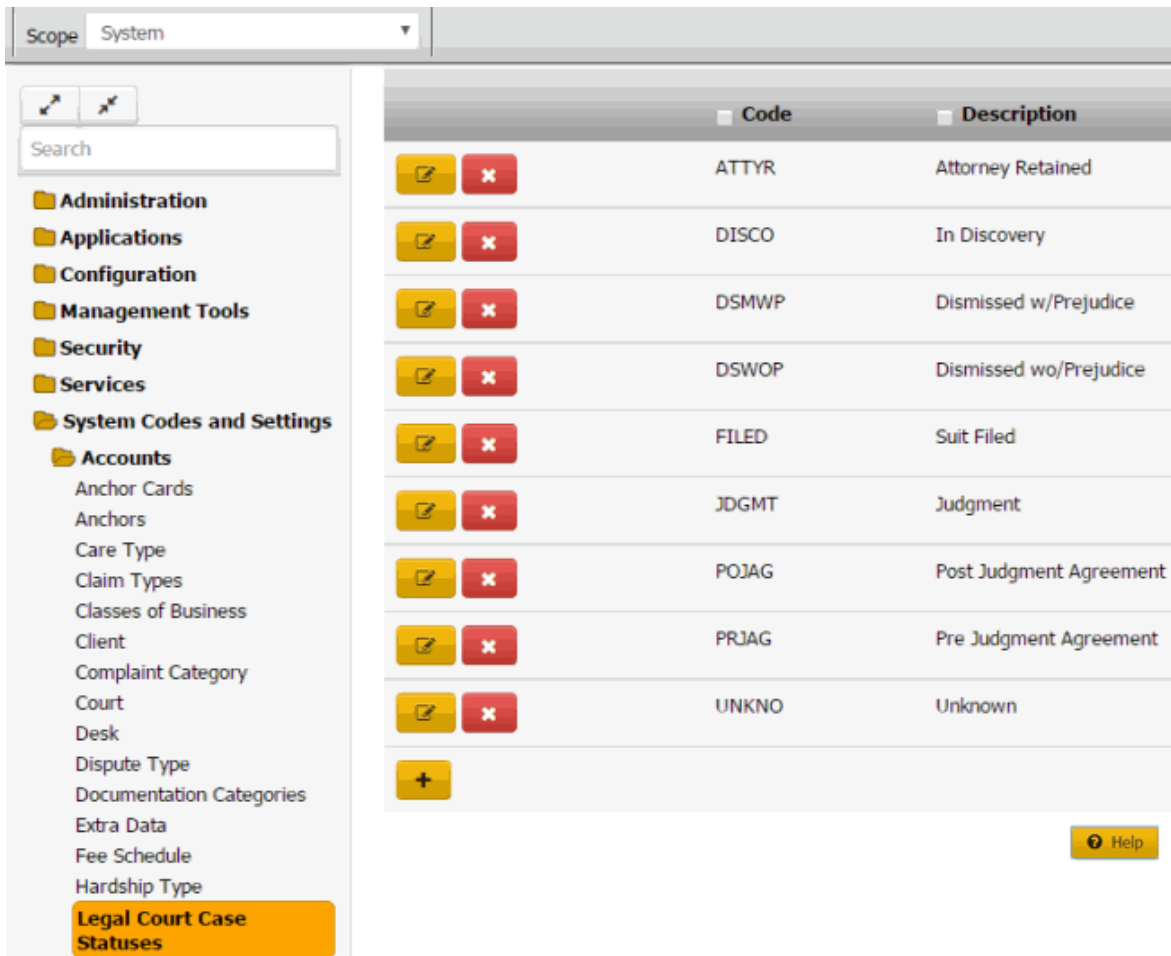 Scope System
Search
Administration
Applications
Configuration
Management Tools
Security
Services
System Codes and Settings
Accounts
Anchor Cards
Anchors
Care Type
Claim Types
Classes of Business
Client
Complaint Category
Court
Desk
Dispute Type
Documentation Categories
Extra Data
Fee Schedule
Hardship Type
Legal Court Case
Statuses
Code Description
ATTYR Attorney Retained
DISCO In Discovery
DSMWP Dismissed w/Prejudice
DSWOP Dismissed wo/Prejudice
FILED Suit Filed
JDGMT Judgment
POJAG Post Judgment Agreement
PRJAG Pre Judgment Agreement
UNKNO Unknown
Help